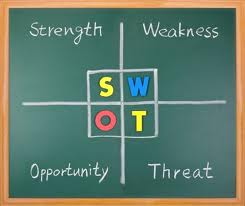 Strength Weakness
S W
O T
Opportunity Threat